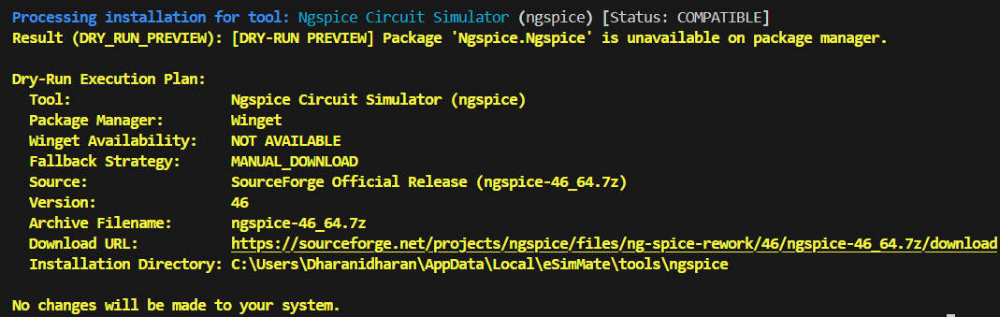 Processing installation for tool: Ngspice Circuit Simulator (ngspice) [Status: COMPATIBLE]
Result (DRY_RUN_PREVIEW): [DRY-RUN PREVIEW] Package 'Ngspice.Ngspice' is unavailable on package manager.
Dry-Run Execution Plan:
Tool: Ngspice Circuit Simulator (ngspice)
Package Manager: Winget
Winget Availability: NOT AVAILABLE
Fallback Strategy: MANUAL_DOWNLOAD
Source: SourceForge Official Release (ngspice-46_64.7z)
Version: 46
Archive Filename: ngspice-46_64.7z
Download URL: https://sourceforge.net/projects/ngspice/files/ng-spice-rework/46/ngspice-46_64.7z/download
Installation Directory: C:\Users\Dharanidharan\AppData\Local\eSimMate\tools\ngspice
No changes will be made to your system.